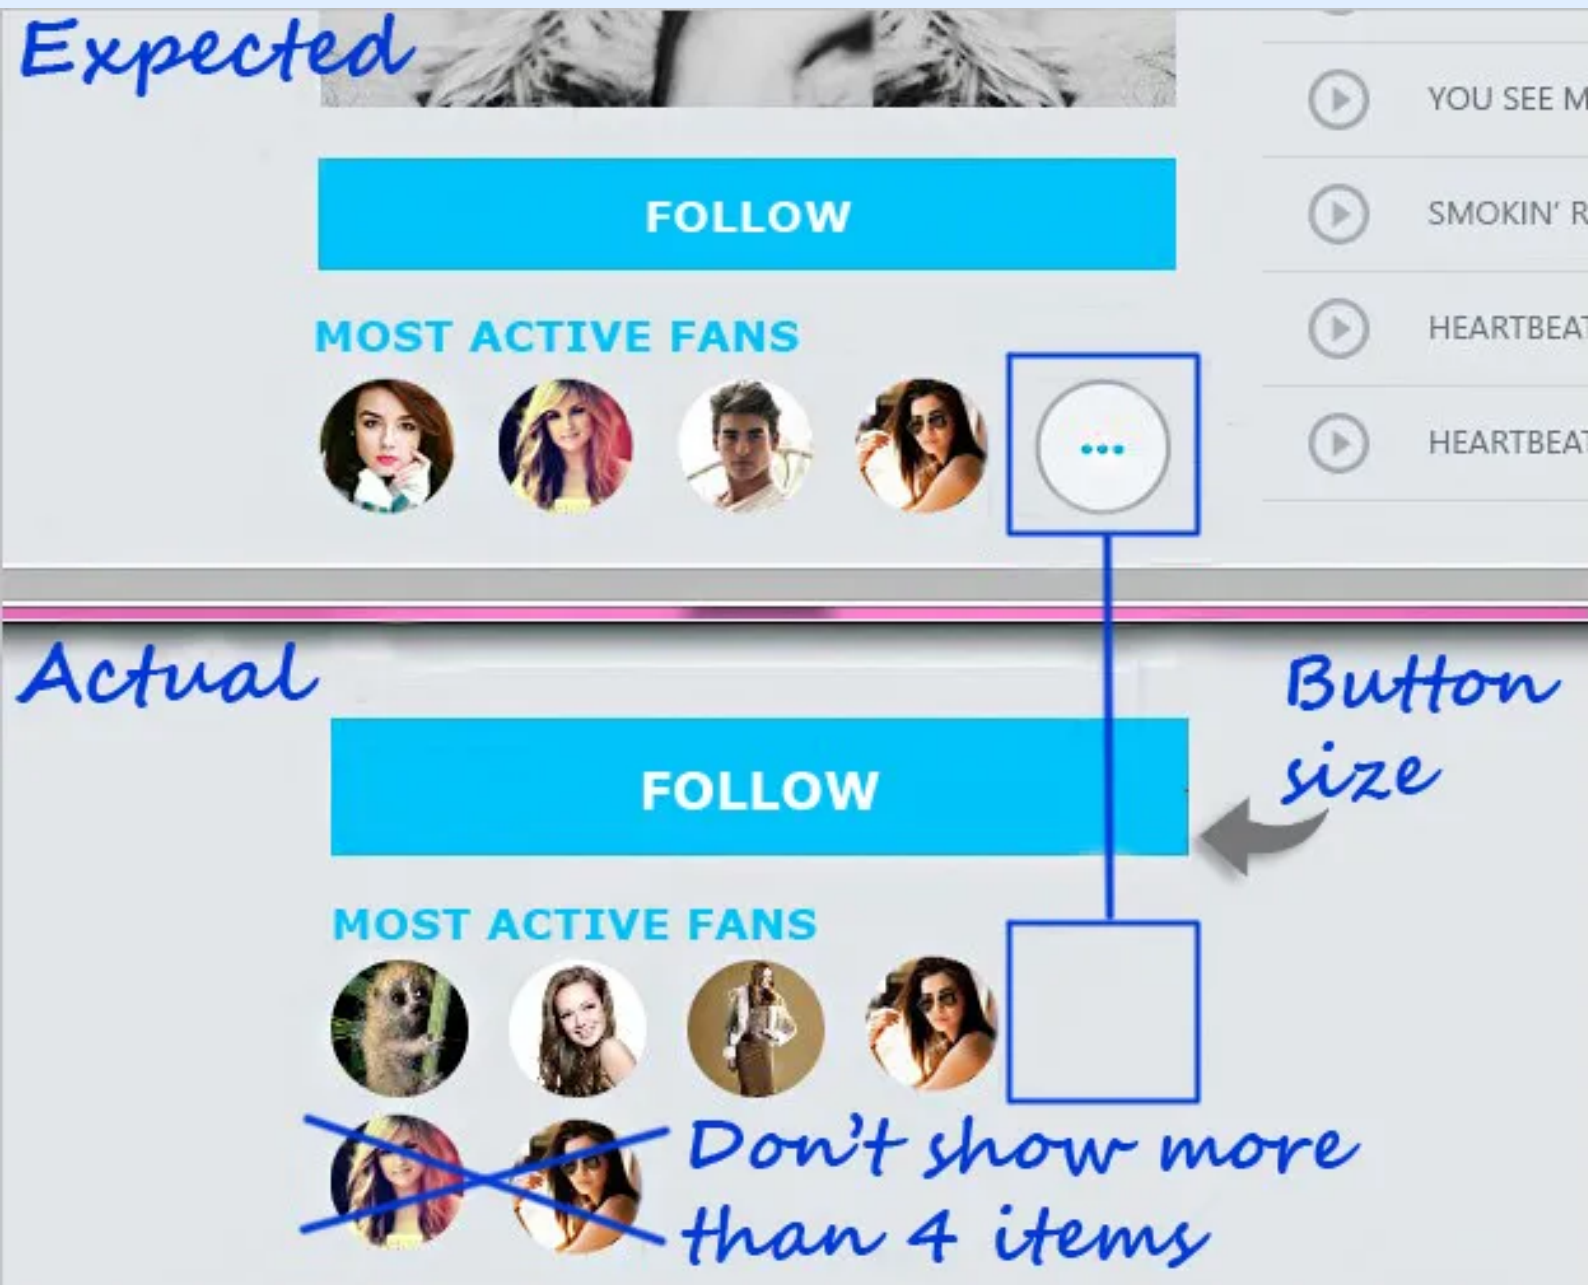 Expected
YOU SEE M
FOLLOW
SMOKIN' R
MOST ACTIVE FANS
HEARTBEAT
...
HEARTBEAT
Actual
Button
size
FOLLOW
MOST ACTIVE FANS
Don't show more
than 4 items